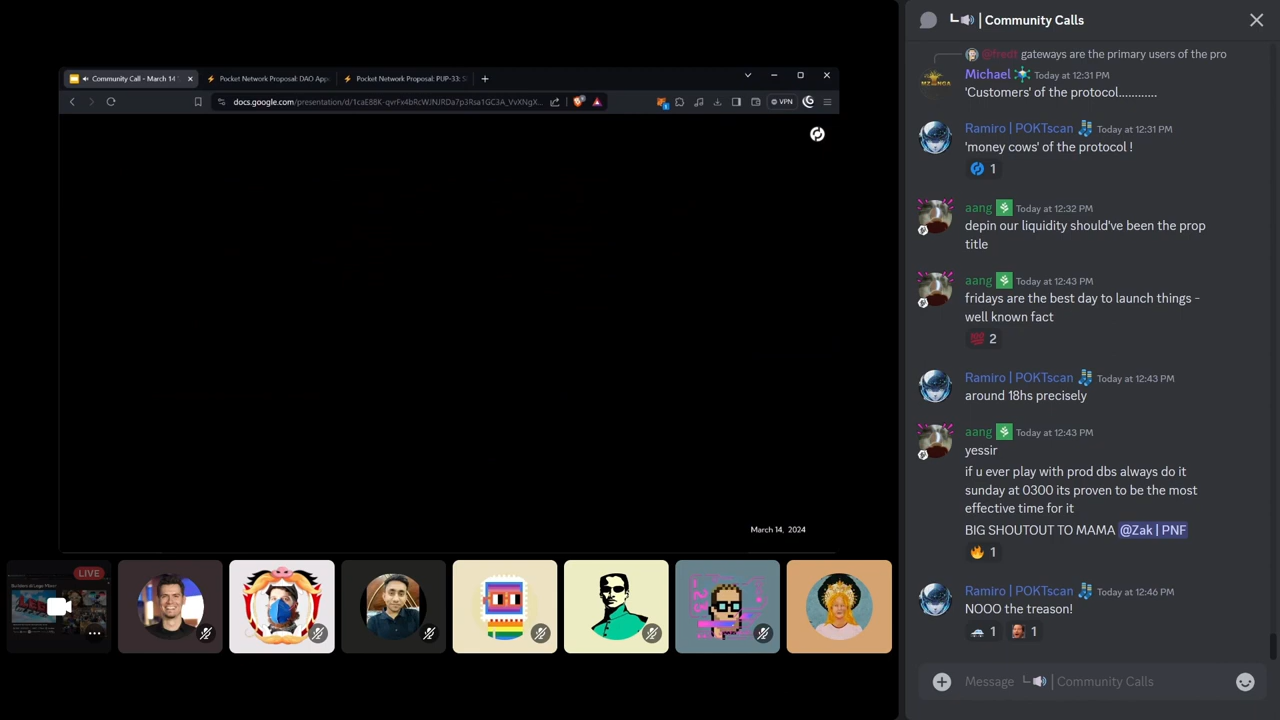 Community Call - March 14
Pocket Network Proposal: DAO App
Pocket Network Proposal: PUP-33: S
docs.google.com/presentation/d/
VPN
March 14, 2024
LIVE
Community Calls
@fredt gateways are the primary users of the pro
Michael Today at 12:31 PM
'Customers' of the protocol............
Ramiro | POKTscan Today at 12:31 PM
'money cows' of the protocol !
1
aang Today at 12:32 PM
depin our liquidity should've been the prop
title
aang Today at 12:43 PM
fridays are the best day to launch things -
well known fact
2
Ramiro | POKTscan Today at 12:43 PM
around 18hs precisely
aang Today at 12:43 PM
yessir
if u ever play with prod dbs always do it
sunday at 0300 its proven to be the most
effective time for it
BIG SHOUTOUT TO MAMA @Zak | PNF
1
Ramiro | POKTscan Today at 12:46 PM
NOOO the treason!
1 1
Message Community Calls